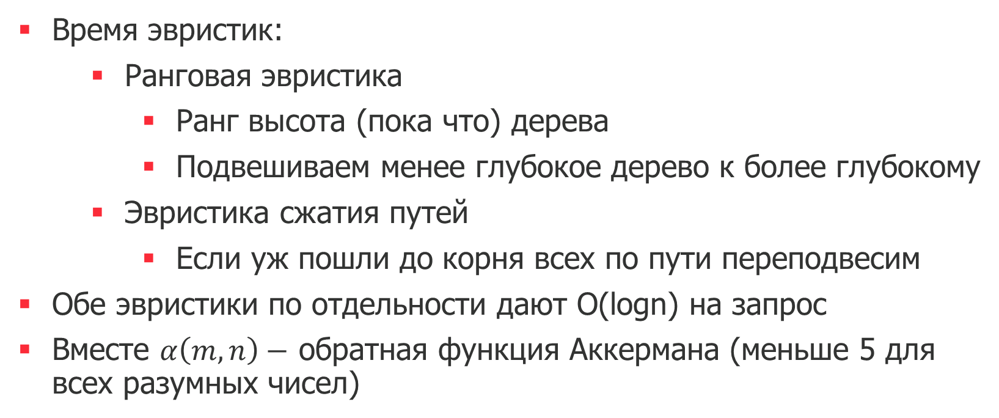 Время эвристик:
Ранговая эвристика
Ранг высота (пока что) дерева
Подвешиваем менее глубокое дерево к более глубокому
Эвристика сжатия путей
Если уж пошли до корня всех по пути переподвесим
Обе эвристики по отдельности дают O(logn) на запрос
Вместе α(m, n) − обратная функция Аккермана (меньше 5 для
всех разумных чисел)